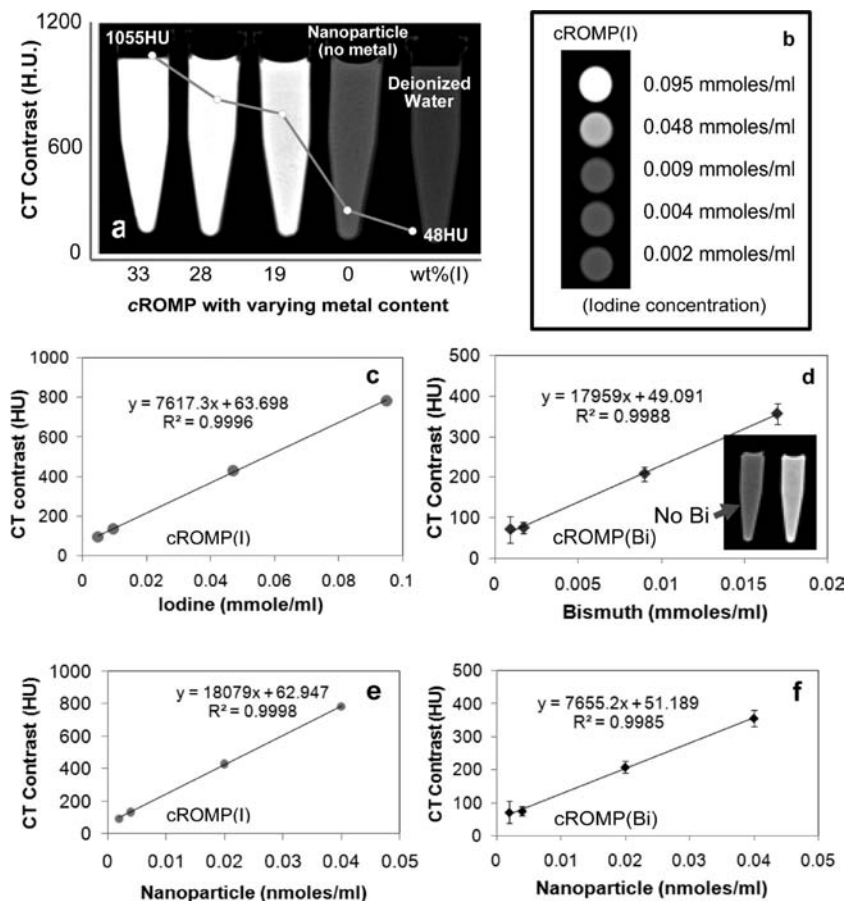 1200
600
0
CT Contrast (H.U.)
1055HU
Nanoparticle
(no metal)
Deionized
Water
48HU
a
33 28 19 0 wt%(I)
cROMP with varying metal content
cROMP(I)
b
0.095 mmoles/ml
0.048 mmoles/ml
0.009 mmoles/ml
0.004 mmoles/ml
0.002 mmoles/ml
(Iodine concentration)
c
CT Contrast (HU)
1000
800
600
400
200
0
y = 7617.3x + 63.698
R² = 0.9996
cROMP(I)
0 0.02 0.04 0.06 0.08 0.1
Iodine (mmole/ml)
d
CT Contrast (HU)
500
400
300
200
100
0
y = 17959x + 49.091
R² = 0.9988
No Bi
cROMP(Bi)
0 0.005 0.01 0.015 0.02
Bismuth (mmoles/ml)
e
CT Contrast (HU)
1000
800
600
400
200
0
y = 18079x + 62.947
R² = 0.9998
cROMP(I)
0 0.01 0.02 0.03 0.04 0.05
Nanoparticle (nmoles/ml)
f
CT Contrast (HU)
500
400
300
200
100
0
y = 7655.2x + 51.189
R² = 0.9985
cROMP(Bi)
0 0.01 0.02 0.03 0.04 0.05
Nanoparticle (nmoles/ml)